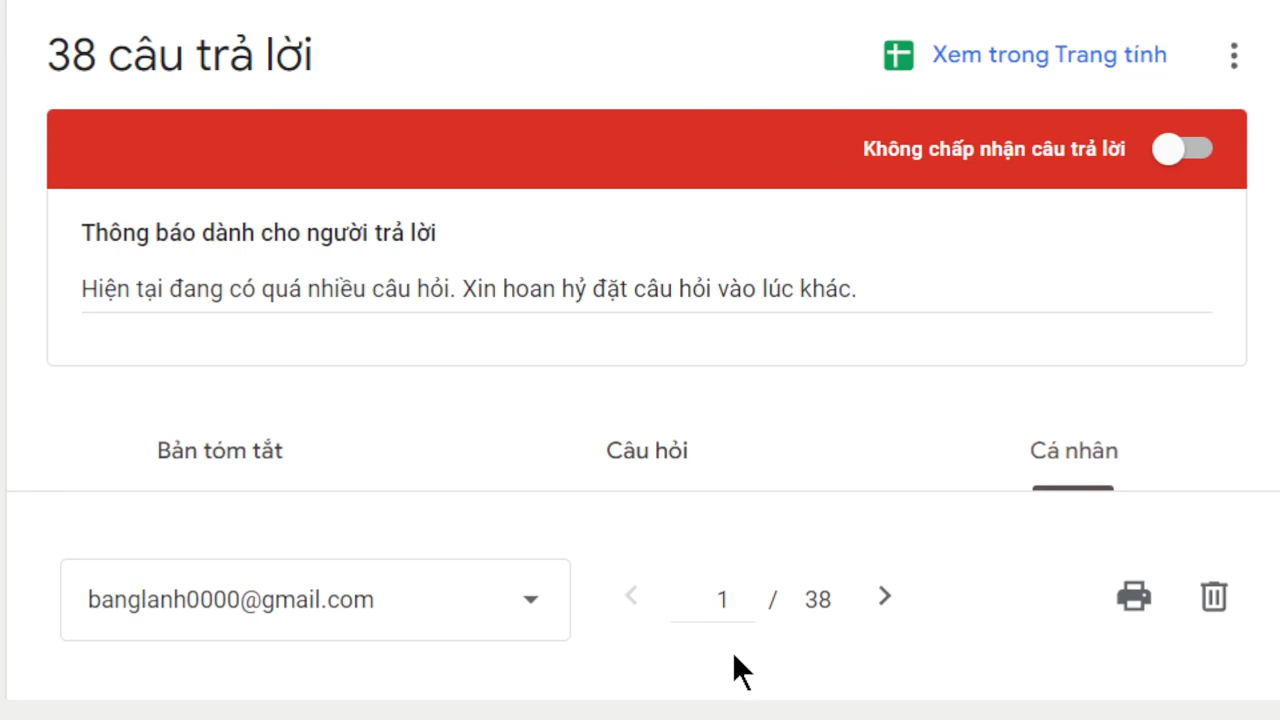 38 câu trả lời
Xem trong Trang tính
Không chấp nhận câu trả lời
Thông báo dành cho người trả lời
Hiện tại đang có quá nhiều câu hỏi. Xin hoan hỷ đặt câu hỏi vào lúc khác.
Bản tóm tắt Câu hỏi Cá nhân
banglanh0000@gmail.com 1 / 38